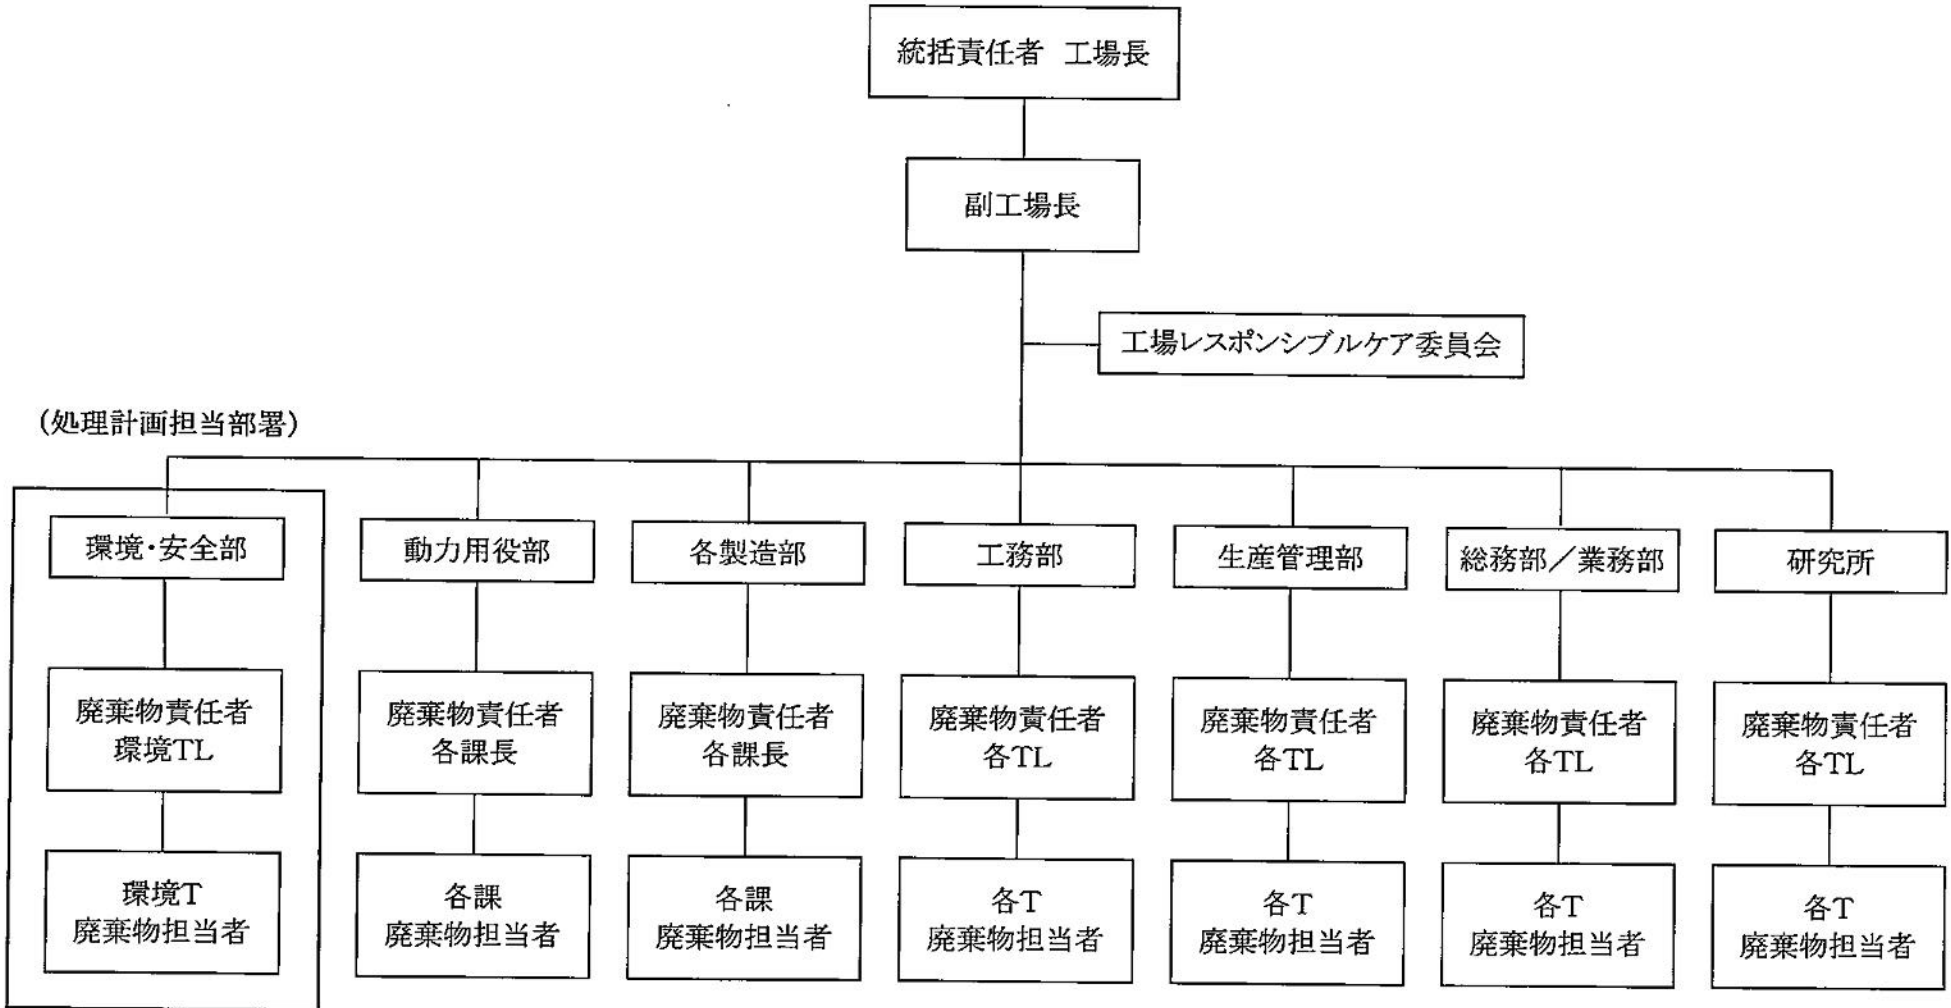 統括責任者 工場長
副工場長
工場レスポンシブルケア委員会
(処理計画担当部署)
環境・安全部
動力用役部
各製造部
工務部
生産管理部
総務部/業務部
研究所
廃棄物責任者
環境TL
廃棄物責任者
各課長
廃棄物責任者
各課長
廃棄物責任者
各TL
廃棄物責任者
各TL
廃棄物責任者
各TL
廃棄物責任者
各TL
環境T
廃棄物担当者
各課
廃棄物担当者
各課
廃棄物担当者
各T
廃棄物担当者
各T
廃棄物担当者
各T
廃棄物担当者
各T
廃棄物担当者